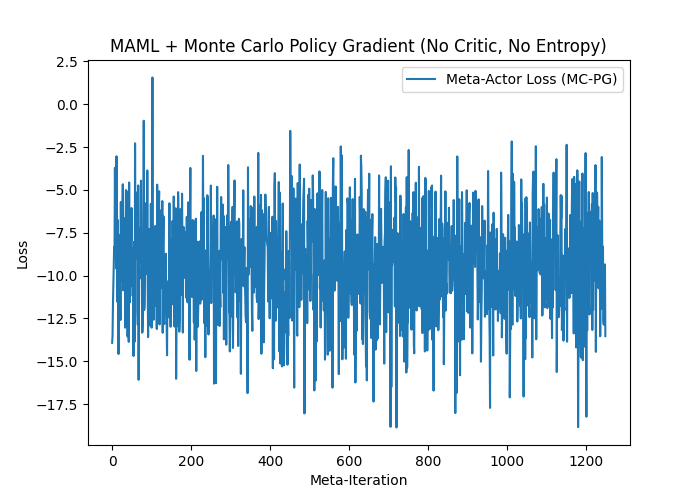 MAML + Monte Carlo Policy Gradient (No Critic, No Entropy)
Meta-Actor Loss (MC-PG)
2.5
0.0
−2.5
−5.0
−7.5
−10.0
−12.5
−15.0
−17.5
Loss
0 200 400 600 800 1000 1200
Meta-Iteration